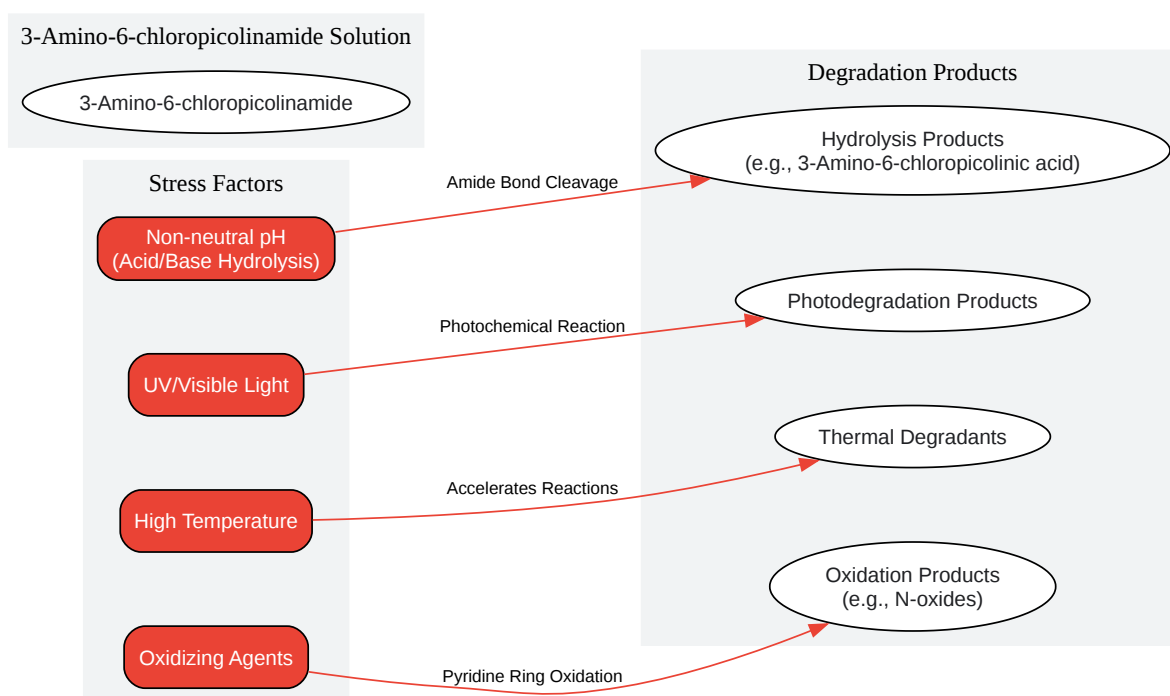 3-Amino-6-chloropicolinamide Solution
3-Amino-6-chloropicolinamide
Stress Factors
Non-neutral pH
(Acid/Base Hydrolysis)
UV/Visible Light
High Temperature
Oxidizing Agents
Amide Bond Cleavage
Photochemical Reaction
Accelerates Reactions
Pyridine Ring Oxidation
Degradation Products
Hydrolysis Products
(e.g., 3-Amino-6-chloropicolinic acid)
Photodegradation Products
Thermal Degradants
Oxidation Products
(e.g., N-oxides)